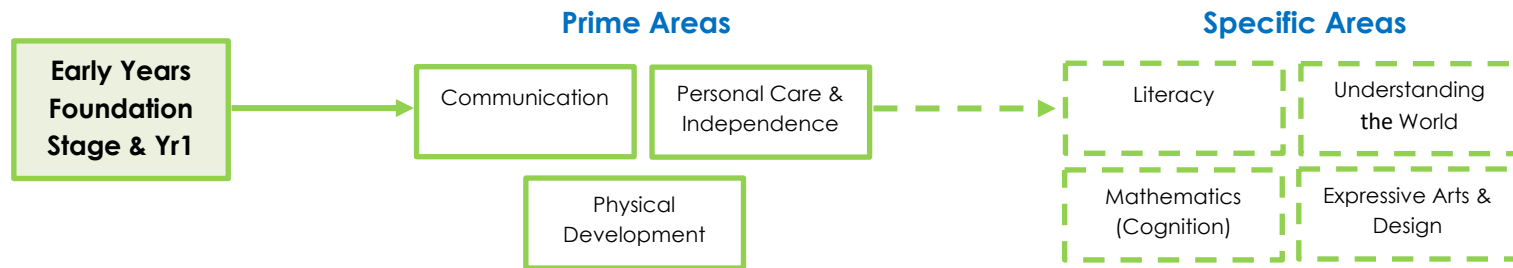 Prime Areas
Specific Areas
Early Years
Foundation
Stage & Yr1
Communication
Personal Care &
Independence
Physical
Development
Literacy
Understanding
the World
Mathematics
(Cognition)
Expressive Arts &
Design